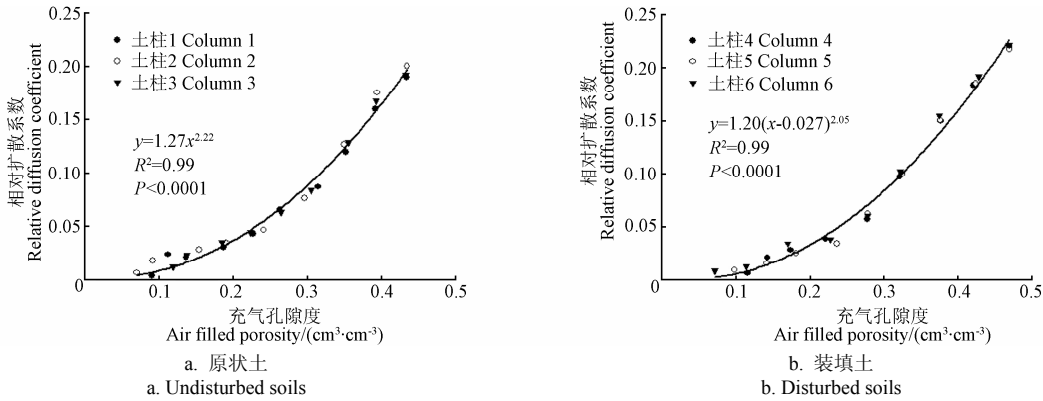 0.25
0.20
0.15
0.10
0.05
0
0.1
0.2
0.3
0.4
0.5
相对扩散系数
Relative diffusion coefficient
土柱1 Column 1
土柱2 Column 2
土柱3 Column 3
y=1.27x^2.22
R²=0.99
P<0.0001
充气孔隙度
Air filled porosity/(cm³·cm⁻³)
a. 原状土
a. Undisturbed soils
0.25
0.20
0.15
0.10
0.05
0
0.1
0.2
0.3
0.4
0.5
相对扩散系数
Relative diffusion coefficient
土柱4 Column 4
土柱5 Column 5
土柱6 Column 6
y=1.20(x-0.027)^2.05
R²=0.99
P<0.0001
充气孔隙度
Air filled porosity/(cm³·cm⁻³)
b. 装填土
b. Disturbed soils